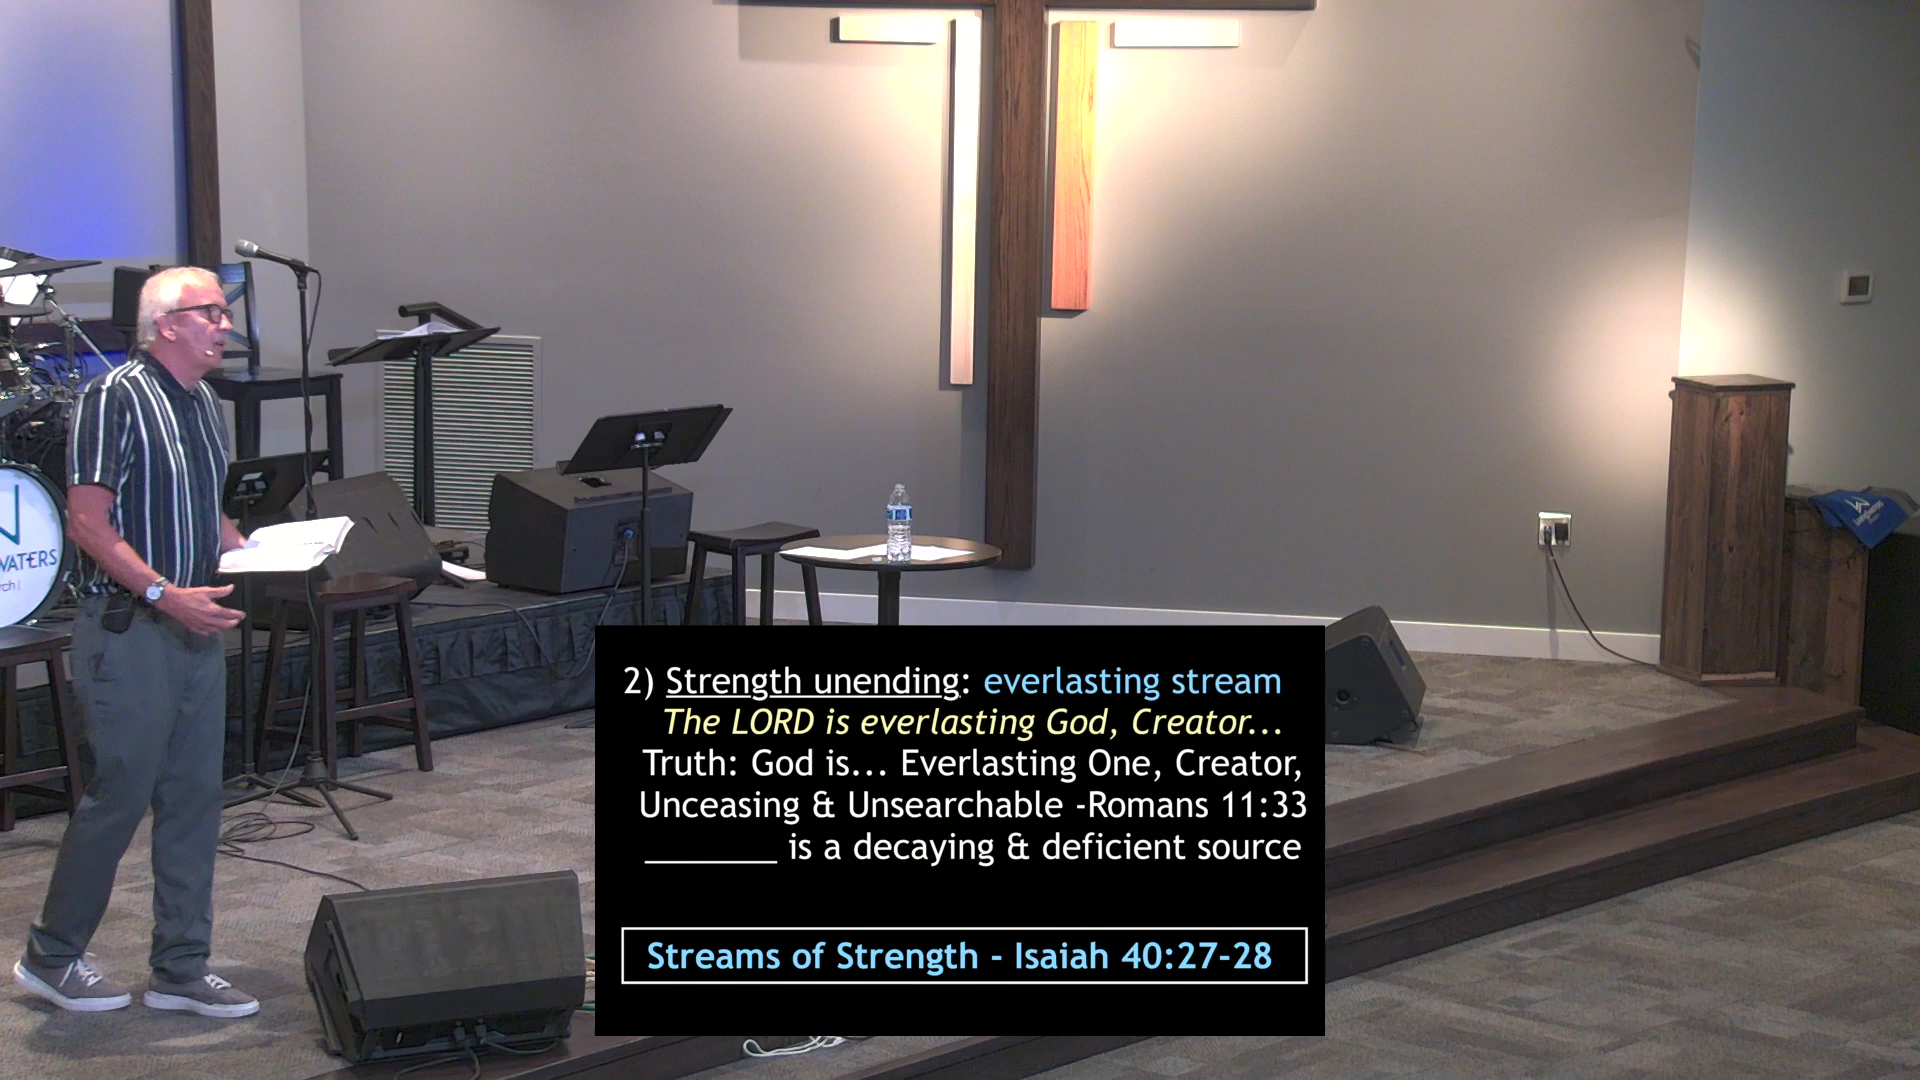 WATERS
2) Strength unending: everlasting stream
The LORD is everlasting God, Creator...
Truth: God is... Everlasting One, Creator,
Unceasing & Unsearchable -Romans 11:33
_______ is a decaying & deficient source
Streams of Strength - Isaiah 40:27-28